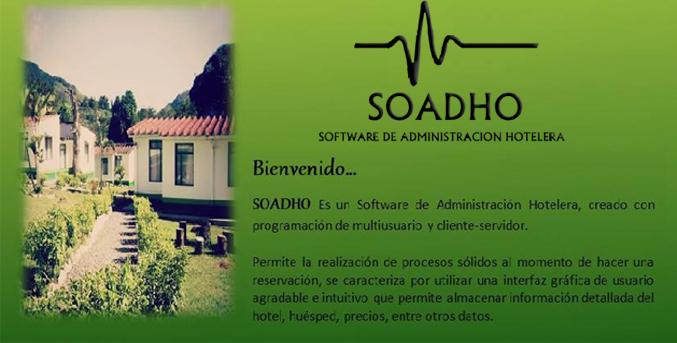 SOADHO
SOFTWARE DE ADMINISTRACION HOTELERA
Bienvenido...
SOADHO Es un Software de Administración Hotelera, creado con
programación de multiusuario y cliente-servidor.
Permite la realización de procesos sólidos al momento de hacer una
reservación, se caracteriza por utilizar una interfaz gráfica de usuario
agradable e intuitivo que permite almacenar información detallada del
hotel, huésped, precios, entre otros datos.